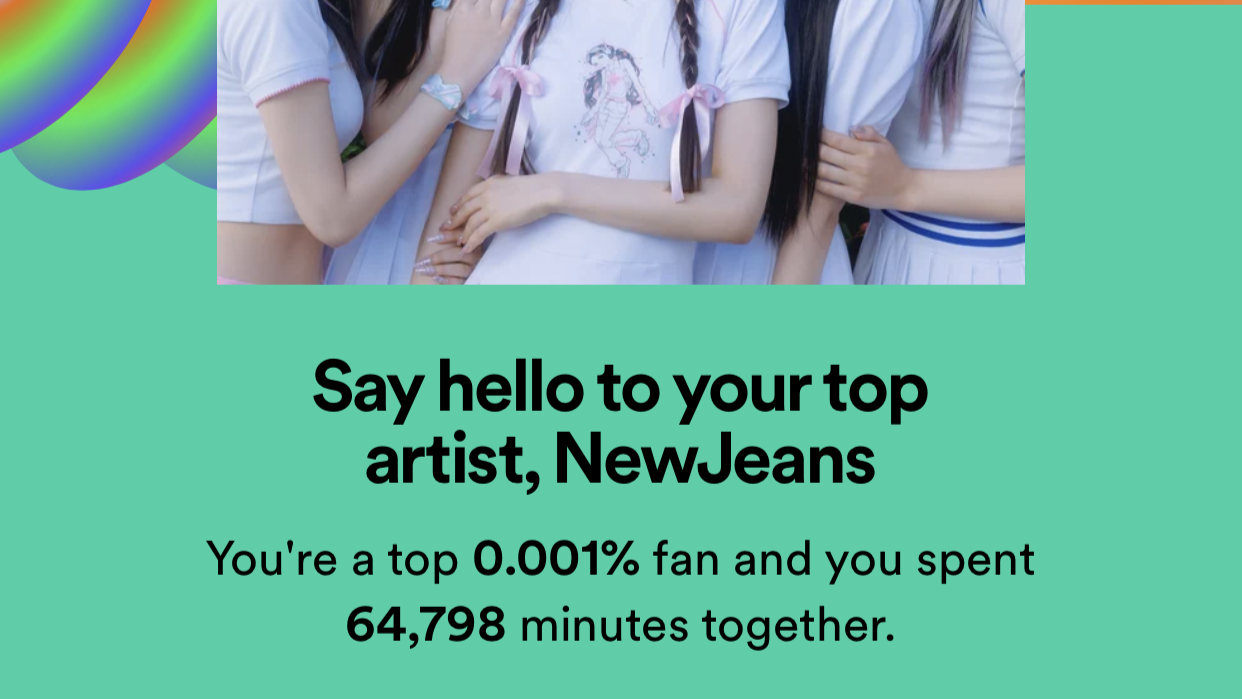 Say hello to your top
artist, NewJeans
You're a top 0.001% fan and you spent
64,798 minutes together.